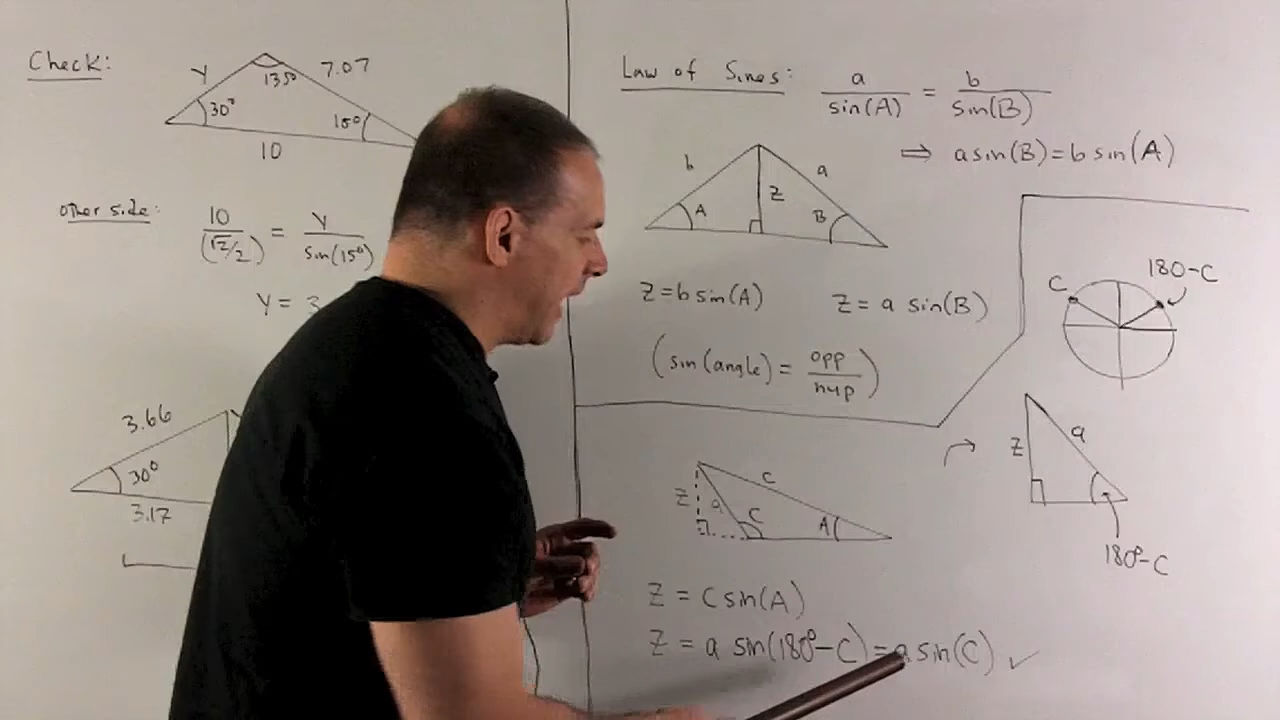 Check:
y
135°
7.07
30°
15°
10
other side:
10/(√2/2) = y/sin(15°)
y = 3
3.66
30°
3.17
Law of Sines: a/sin(A) = b/sin(B)
⇒ a sin(B) = b sin(A)
b
a
z
A
B
z = b sin(A)
z = a sin(B)
(sin(angle) = opp/hyp)
C
180-C
z
a
180°-C
c
z
a
C
A
z = c sin(A)
z = a sin(180°-C) = a sin(C) ✓